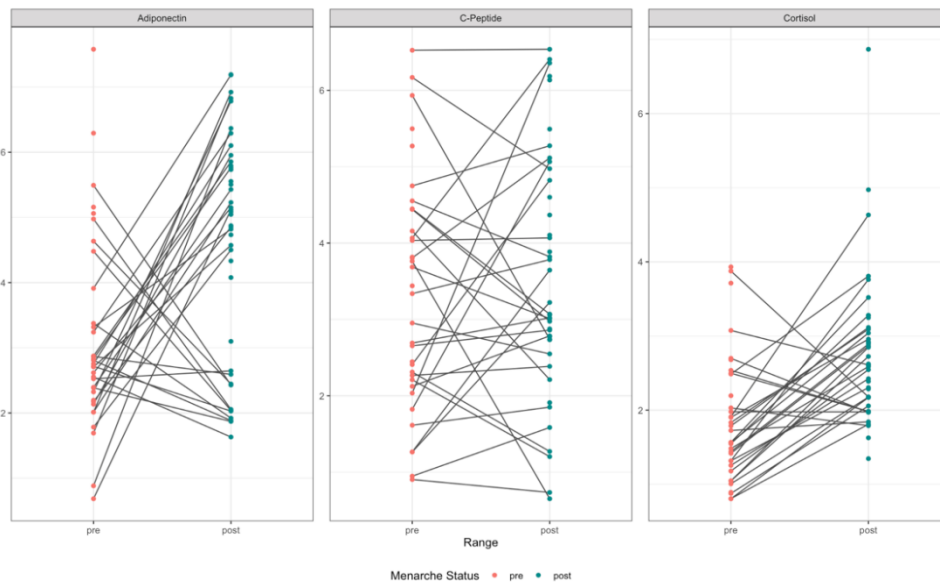 Adiponectin
C-Peptide
Cortisol
6
4
2
6
4
2
6
4
2
pre
post
pre
post
pre
post
Range
Menarche Status pre post